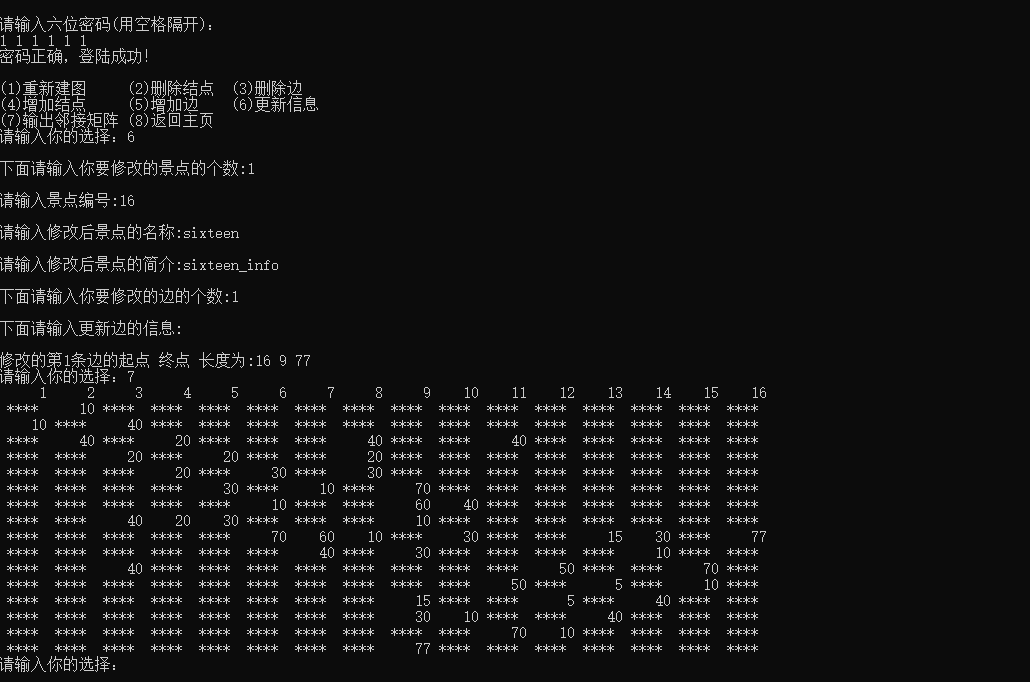 请输入六位密码(用空格隔开):
1 1 1 1 1 1
密码正确，登陆成功!
(1)重新建图 (2)删除结点 (3)删除边
(4)增加结点 (5)增加边 (6)更新信息
(7)输出邻接矩阵 (8)返回主页
请输入你的选择: 6
下面请输入你要修改的景点的个数:1
请输入景点编号:16
请输入修改后景点的名称:sixteen
请输入修改后景点的简介:sixteen_info
下面请输入你要修改的边的个数:1
下面请输入更新边的信息:
修改的第1条边的起点 终点 长度为:16 9 77
请输入你的选择: 7
1 2 3 4 5 6 7 8 9 10 11 12 13 14 15 16
**** 10 **** **** **** **** **** **** **** **** **** **** **** **** **** ****
10 **** 40 **** **** **** **** **** **** **** **** **** **** **** **** ****
**** 40 **** 20 **** **** **** 40 **** **** 40 **** **** **** **** ****
**** **** 20 **** 20 **** **** 20 **** **** **** **** **** **** **** ****
**** **** **** 20 **** 30 **** 30 **** **** **** **** **** **** **** ****
**** **** **** **** 30 **** 10 **** 70 **** **** **** **** **** **** ****
**** **** **** **** **** 10 **** **** 60 40 **** **** **** **** **** ****
**** **** 40 20 30 **** **** **** 10 **** **** **** **** **** **** ****
**** **** **** **** **** 70 60 10 **** 30 **** **** 15 30 **** 77
**** **** **** **** **** **** 40 **** 30 **** **** **** **** 10 **** ****
**** **** 40 **** **** **** **** **** **** **** **** 50 **** **** 70 ****
**** **** **** **** **** **** **** **** **** **** 50 **** 5 **** 10 ****
**** **** **** **** **** **** **** **** 15 **** **** 5 **** 40 **** ****
**** **** **** **** **** **** **** **** 30 10 **** **** 40 **** **** ****
**** **** **** **** **** **** **** **** **** **** 70 10 **** **** **** ****
**** **** **** **** **** **** **** **** 77 **** **** **** **** **** **** ****
请输入你的选择: